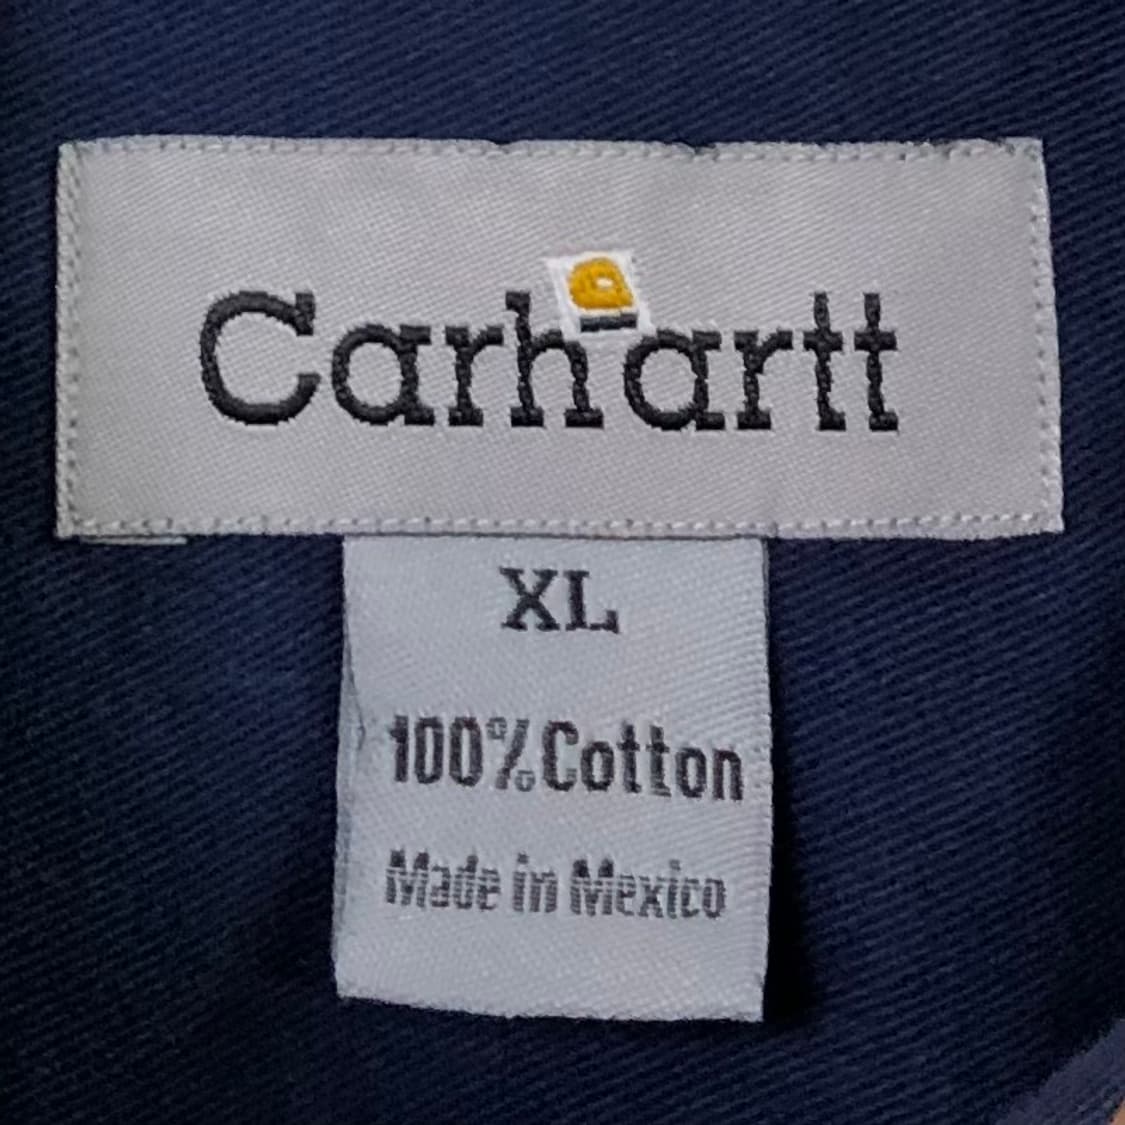 Carhartt
XL
100% Cotton
Made in Mexico